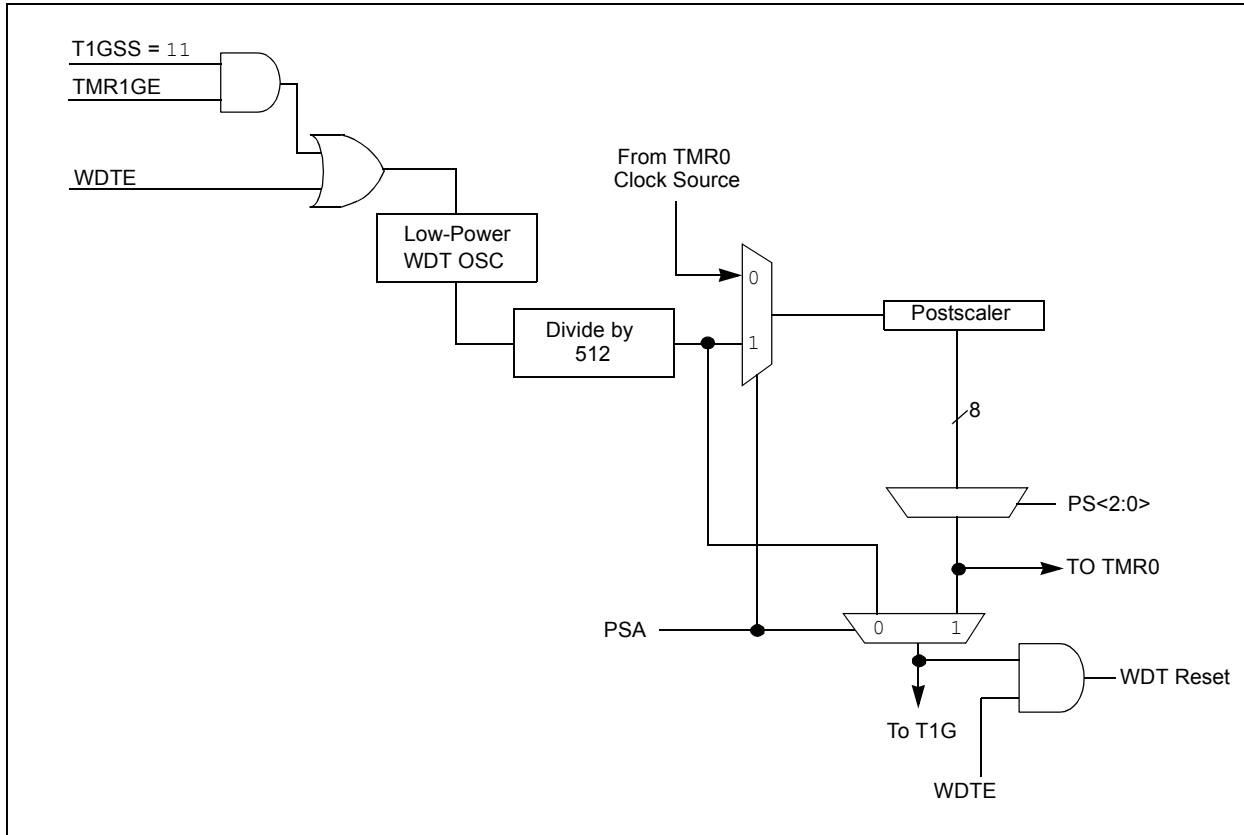 T1GSS = 11
TMR1GE
WDTE
From TMR0
Clock Source
Low-Power
WDT OSC
0
1
Divide by
512
Postscaler
8
PS<2:0>
TO TMR0
PSA
0
1
WDT Reset
To T1G
WDTE